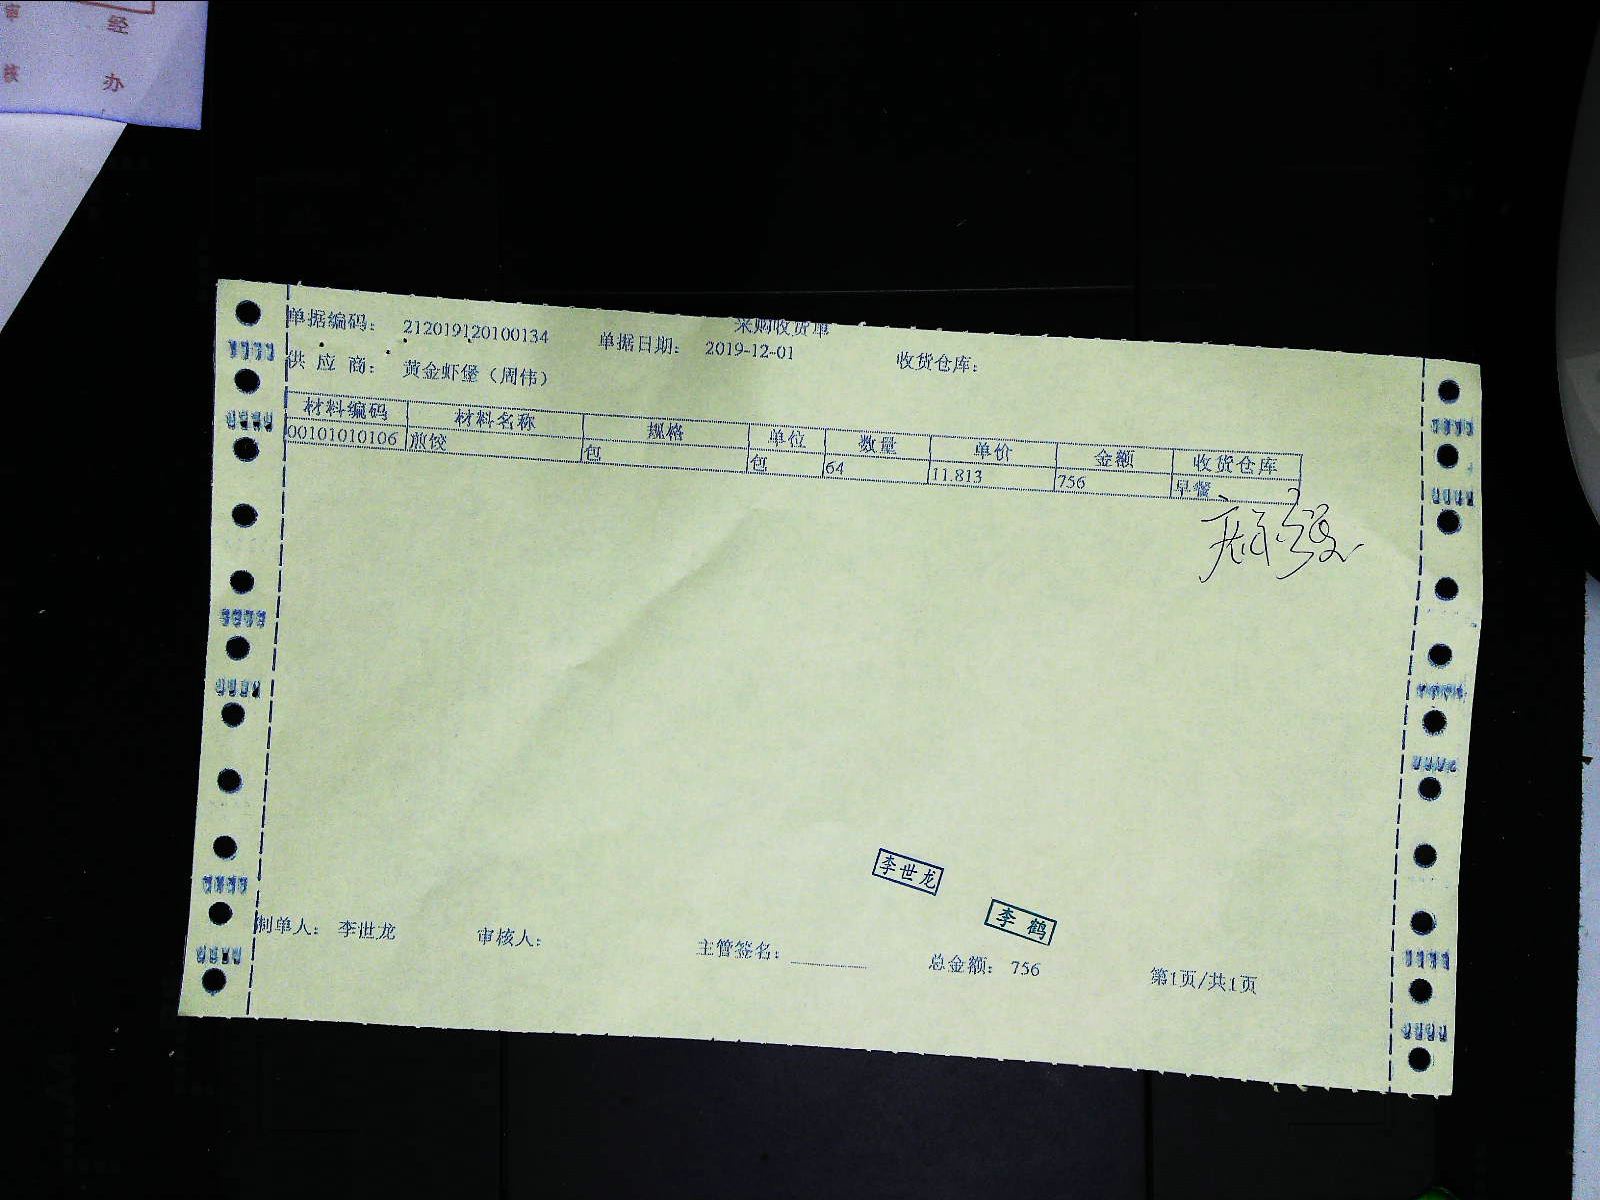 审 经
核 办
采购收货单
单据编码： 212019120100134 单据日期： 2019-12-01 收货仓库：
供 应 商： 黄金虾堡（周伟）
材料编码 材料名称 规格 单位 数量 单价 金额 收货仓库
00101010106 煎饺 包 包 64 11.813 756 早餐
李世龙
李鹤
制单人： 李世龙 审核人： 主管签名： 总金额： 756 第1页/共1页